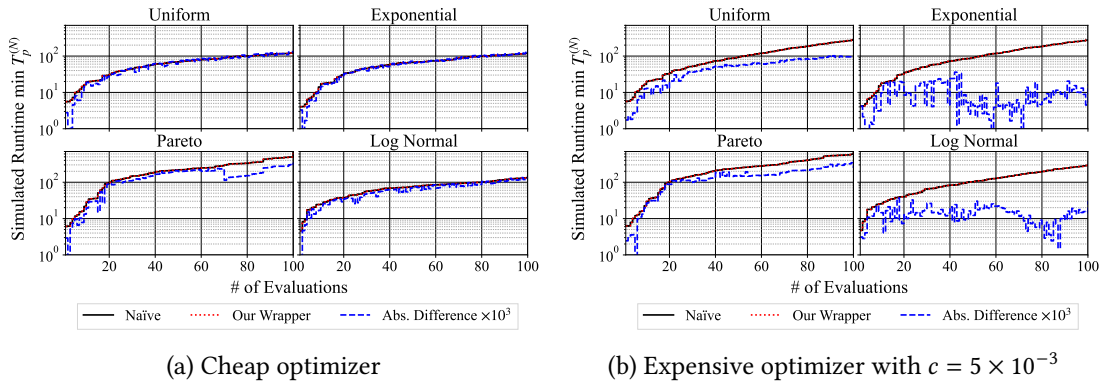 Uniform Exponential Uniform Exponential
Simulated Runtime min T_p^(N)
10^2
10^1
10^0
Simulated Runtime min T_p^(N)
10^2
10^1
10^0
Pareto Log Normal Pareto Log Normal
10^2
10^1
10^0
10^2
10^1
10^0
20 40 60 80 100 20 40 60 80 100
20 40 60 80 100 20 40 60 80 100
# of Evaluations # of Evaluations
Naïve Our Wrapper Abs. Difference ×10^3
Naïve Our Wrapper Abs. Difference ×10^3
(a) Cheap optimizer (b) Expensive optimizer with c = 5 × 10^−3